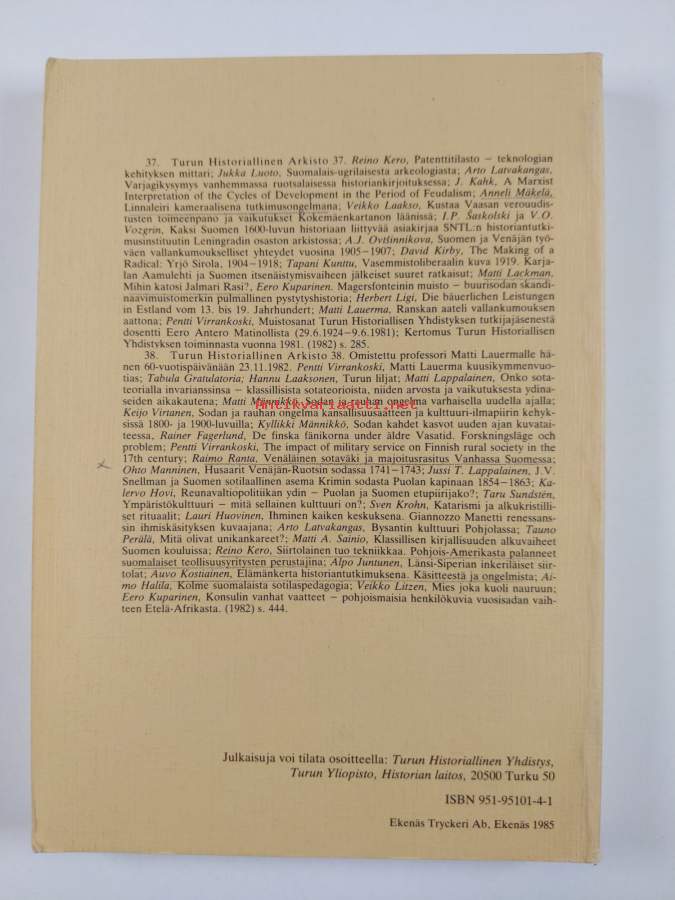 37. Turun Historiallinen Arkisto 37. Reino Kero, Patenttitilasto – teknologian
kehityksen mittari; Jukka Luoto, Suomalais-ugrilaisesta arkeologiasta; Arto Latvakangas,
Varjagikysymys vanhemmassa ruotsalaisessa historiankirjoituksessa; J. Kahk, A Marxist
Interpretation of the Cycles of Development in the Period of Feudalism; Anneli Mäkelä,
Linnaleiri kameraalisena tutkimusongelmana; Veikko Laakso, Kustaa Vaasan verouudis-
tusten toimeenpano ja vaikutukset Kokemäenkartanon läänissä; I.P. Šaskolski ja V.O.
Vozgrin, Kaksi Suomen 1600-luvun historiaan liittyvää asiakirjaa SNTL:n historiantutki-
musinstituutin Leningradin osaston arkistossa; A.J. Ovtšinnikova, Suomen ja Venäjän työ-
väen vallankumoukselliset yhteydet vuosina 1905–1907; David Kirby, The Making of a
Radical: Yrjö Sirola, 1904–1918; Tapani Kunttu, Vasemmistoliberaalin kuva 1919. Karja-
lan Aamulehti ja Suomen itsenäistymisvaiheen jälkeiset suuret ratkaisut; Matti Lackman,
Mihin katosi Jalmari Rasi?, Eero Kuparinen. Magersfonteinin muisto – buurisodan skandi-
naavimuistomerkin pulmallinen pystytyshistoria; Herbert Ligi, Die bäuerlichen Leistungen
in Estland vom 13. bis 19. Jahrhundert; Matti Lauerma, Ranskan aateli vallankumouksen
aattona; Pentti Virrankoski, Muistosanat Turun Historiallisen Yhdistyksen tutkijajäsenestä
dosentti Eero Antero Matinollista (29.6.1924–9.6.1981); Kertomus Turun Historiallisen
Yhdistyksen toiminnasta vuonna 1981. (1982) s. 285.
38. Turun Historiallinen Arkisto 38. Omistettu professori Matti Lauermalle hä-
nen 60-vuotispäivänään 23.11.1982. Pentti Virrankoski, Matti Lauerma kuusikymmenvuo-
tias; Tabula Gratulatoria; Hannu Laaksonen, Turun liljat; Matti Lappalainen, Onko sota-
teorialla invarianssinsa – klassillisista sotateorioista, niiden arvosta ja vaikutuksesta ydina-
seiden aikakautena; Matti Männikkö, Sodan ja rauhan ongelma varhaisella uudella ajalla;
Keijo Virtanen, Sodan ja rauhan ongelma kansallisuusaatteen ja kulttuuri-ilmapiirin kehyk-
sissä 1800- ja 1900-luvuilla; Kyllikki Männikkö, Sodan kahdet kasvot uuden ajan kuvatai-
teessa, Rainer Fagerlund, De finska fänikorna under äldre Vasatid. Forskningsläge och
problem; Pentti Virrankoski, The impact of military service on Finnish rural society in the
17th century; Raimo Ranta, Venäläinen sotaväki ja majoitusrasitus Vanhassa Suomessa;
Ohto Manninen, Husaarit Venäjän-Ruotsin sodassa 1741–1743; Jussi T. Lappalainen, J.V.
Snellman ja Suomen sotilaallinen asema Krimin sodasta Puolan kapinaan 1854–1863; Ka-
lervo Hovi, Reunavaltiopolitiikan ydin – Puolan ja Suomen etupiirijako?; Taru Sundstén,
Ympäristökulttuuri – mitä sellainen kulttuuri on?; Sven Krohn, Katarismi ja alkukristilli-
set rituaalit; Lauri Huovinen, Ihminen kaiken keskuksena. Giannozzo Manetti renessans-
sin ihmiskäsityksen kuvaajana; Arto Latvakangas, Bysantin kulttuuri Pohjolassa; Tauno
Perälä, Mitä olivat unikankareet?; Matti A. Sainio, Klassillisen kirjallisuuden alkuvaiheet
Suomen kouluissa; Reino Kero, Siirtolainen tuo tekniikkaa. Pohjois-Amerikasta palanneet
suomalaiset teollisuusyritysten perustajina; Alpo Juntunen, Länsi-Siperian inkeriläiset siir-
tolat; Auvo Kostiainen, Elämänkerta historiantutkimuksena. Käsitteestä ja ongelmista; Ai-
mo Halila, Kolme suomalaista sotilaspedagogia; Veikko Litzen, Mies joka kuoli nauruun;
Eero Kuparinen, Konsulin vanhat vaatteet – pohjoismaisia henkilökuvia vuosisadan vaih-
teen Etelä-Afrikasta. (1982) s. 444.
Antikvariaatti.net
Julkaisuja voi tilata osoitteella: Turun Historiallinen Yhdistys,
Turun Yliopisto, Historian laitos, 20500 Turku 50
ISBN 951-95101-4-1
Ekenäs Tryckeri Ab, Ekenäs 1985